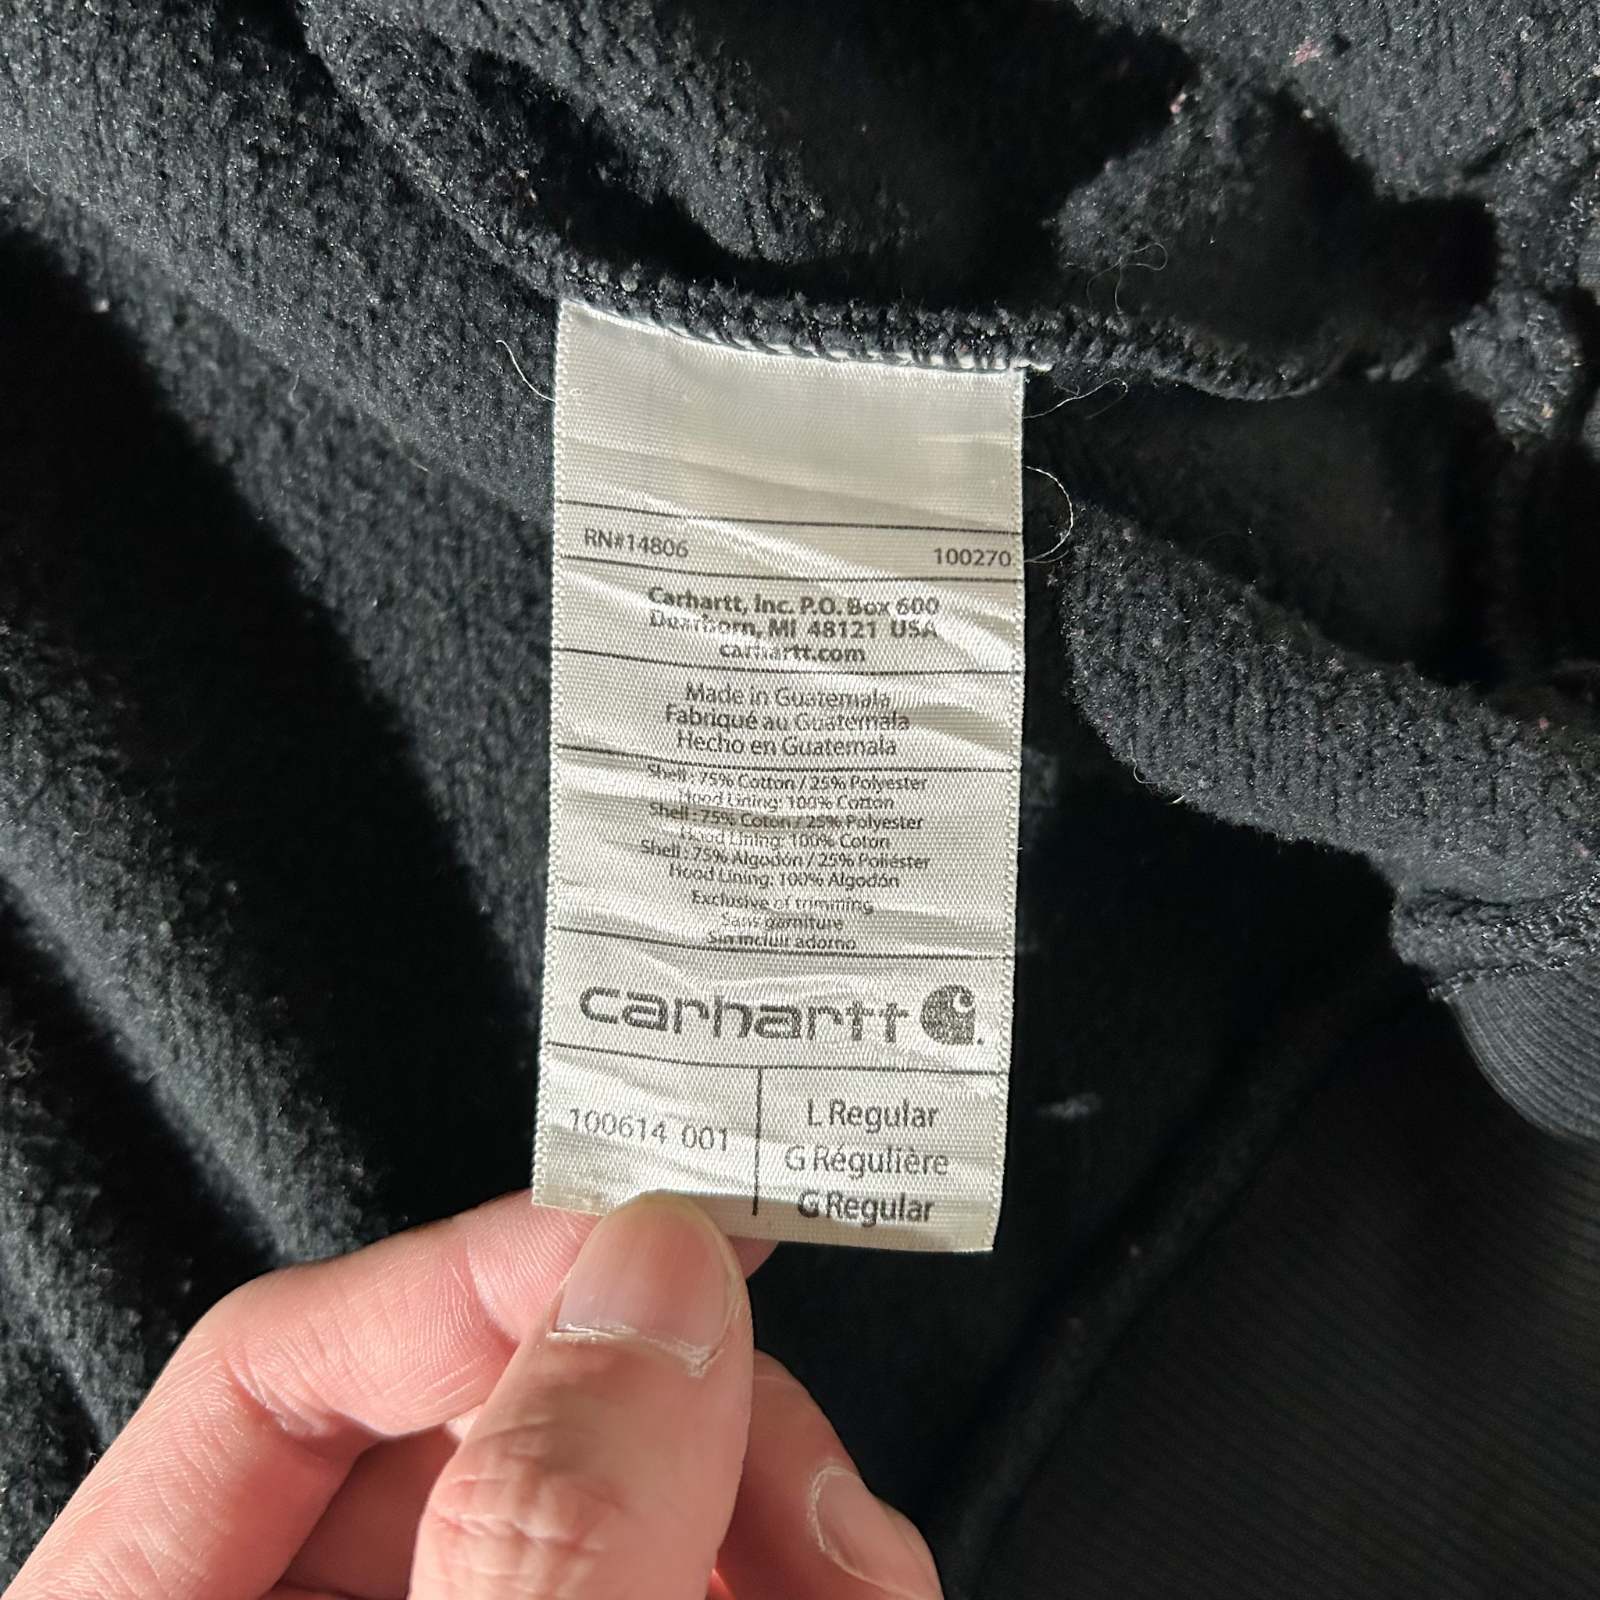 RN#14806 100270
Carhartt, Inc. P.O. Box 600
Dearborn, MI 48121 USA
carhartt.com
Made in Guatemala
Fabriqué au Guatemala
Hecho en Guatemala
Shell : 75% Cotton / 25% Polyester
Hood Lining: 100% Cotton
Shell : 75% Coton / 25% Polyester
Hood Lining: 100% Coton
Shell : 75% Algodón / 25% Poliéster
Hood Lining: 100% Algodón
Exclusive of trimming
Sans garniture
Sin incluir adorno
carhartt
100614 001
L Regular
G Régulière
G Regular